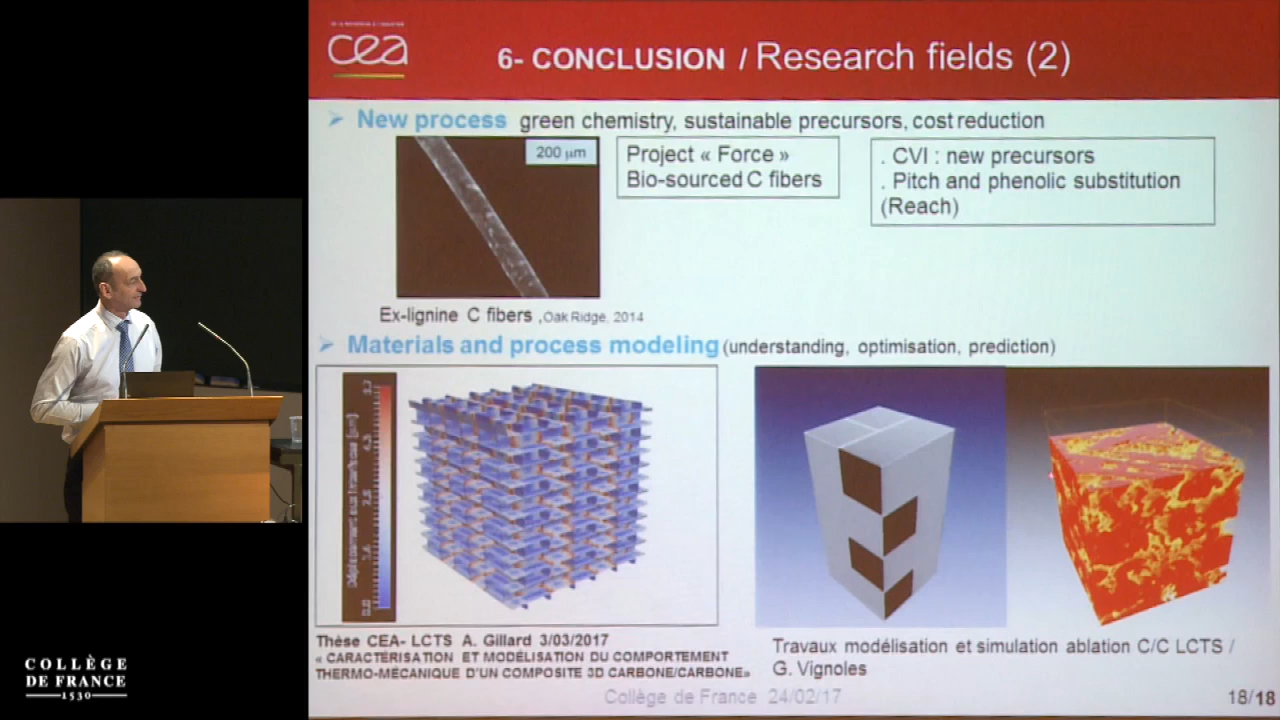 cea
6- CONCLUSION / Research fields (2)
➤ New process green chemistry, sustainable precursors, cost reduction
200 µm
Project « Force »
Bio-sourced C fibers
. CVI : new precursors
. Pitch and phenolic substitution
(Reach)
Ex-lignine C fibers , Oak Ridge, 2014
➤ Materials and process modeling (understanding, optimisation, prediction)
Thèse CEA- LCTS A. Gillard 3/03/2017
« CARACTÉRISATION ET MODÉLISATION DU COMPORTEMENT
THERMO-MÉCANIQUE D'UN COMPOSITE 3D CARBONE/CARBONE»
Travaux modélisation et simulation ablation C/C LCTS /
G. Vignoles
Collège de France 24/02/17
18/18
COLLÈGE
DE FRANCE
1530